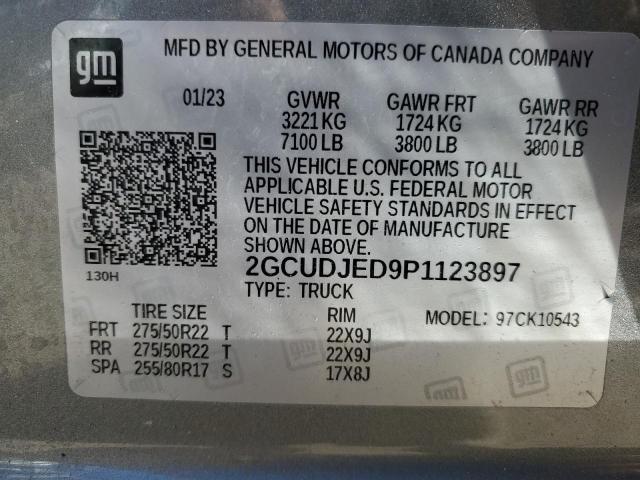 gm
MFD BY GENERAL MOTORS OF CANADA COMPANY
01/23 GVWR GAWR FRT GAWR RR
3221 KG 1724 KG 1724 KG
7100 LB 3800 LB 3800 LB
THIS VEHICLE CONFORMS TO ALL
APPLICABLE U.S. FEDERAL MOTOR
VEHICLE SAFETY STANDARDS IN EFFECT
ON THE DATE OF MANUFACTURE
SHOWN ABOVE.
130H 2GCUDJED9P1123897
TYPE: TRUCK
TIRE SIZE RIM MODEL: 97CK10543
FRT 275/50R22 T 22X9J
RR 275/50R22 T 22X9J
SPA 255/80R17 S 17X8J